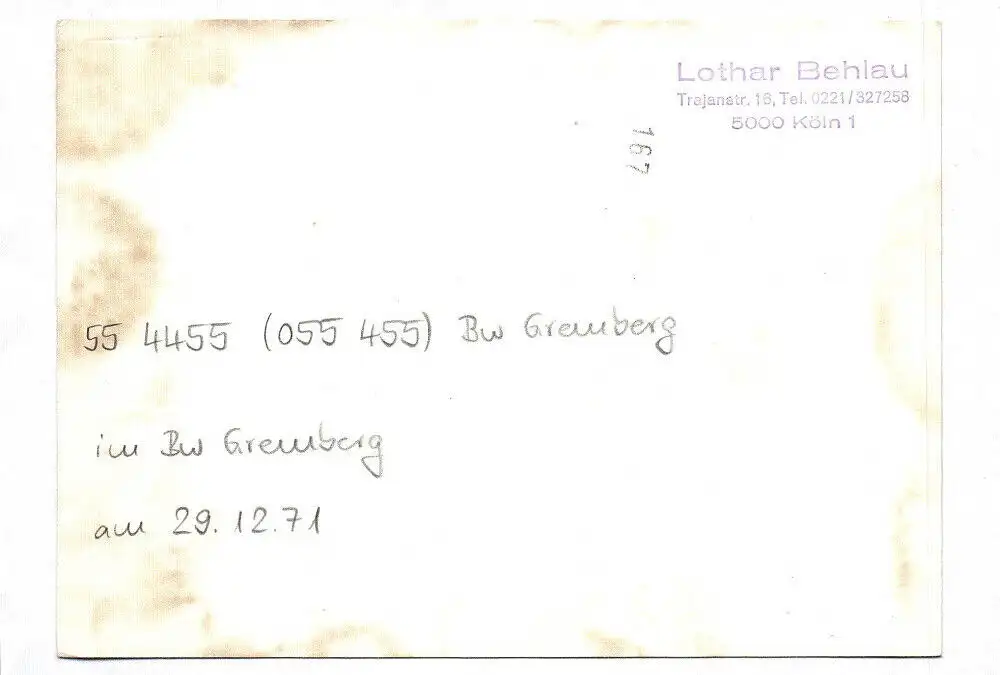 Lothar Behlau
Trajanstr. 16, Tel. 0221/327258
5000 Köln 1
167
55 4455 (055 455) Bw Gremberg
im Bw Gremberg
am 29.12.71